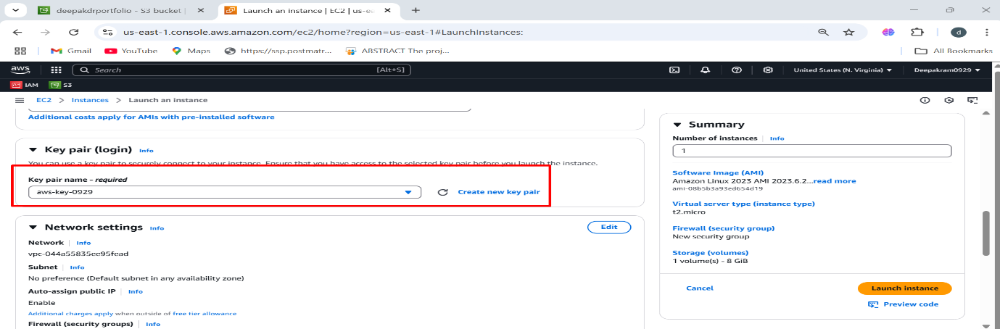 deepakdrportfolio - S3 bucket |
Launch an instance | EC2 | us-ea
us-east-1.console.aws.amazon.com/ec2/home?region=us-east-1#LaunchInstances:
d
Gmail
YouTube
Maps
https://ssp.postmatr...
ABSTRACT The proj...
All Bookmarks
aws
Search
[Alt+S]
United States (N. Virginia)
Deepakram0929
IAM
S3
EC2 > Instances > Launch an instance
Additional costs apply for AMIs with pre-installed software
Key pair (login) Info
You can use a key pair to securely connect to your instance. Ensure that you have access to the selected key pair before you launch the instance.
Key pair name - required
aws-key-0929
Create new key pair
Network settings Info
Edit
Network | Info
vpc-044a55835ee95fead
Subnet | Info
No preference (Default subnet in any availability zone)
Auto-assign public IP | Info
Enable
Additional charges apply when outside of free tier allowance
Firewall (security groups) | Info
Summary
Number of instances | Info
1
Software Image (AMI)
Amazon Linux 2023 AMI 2023.6.2...read more
ami-08b5b3a93ed654d19
Virtual server type (instance type)
t2.micro
Firewall (security group)
New security group
Storage (volumes)
1 volume(s) - 8 GiB
Cancel
Launch instance
Preview code